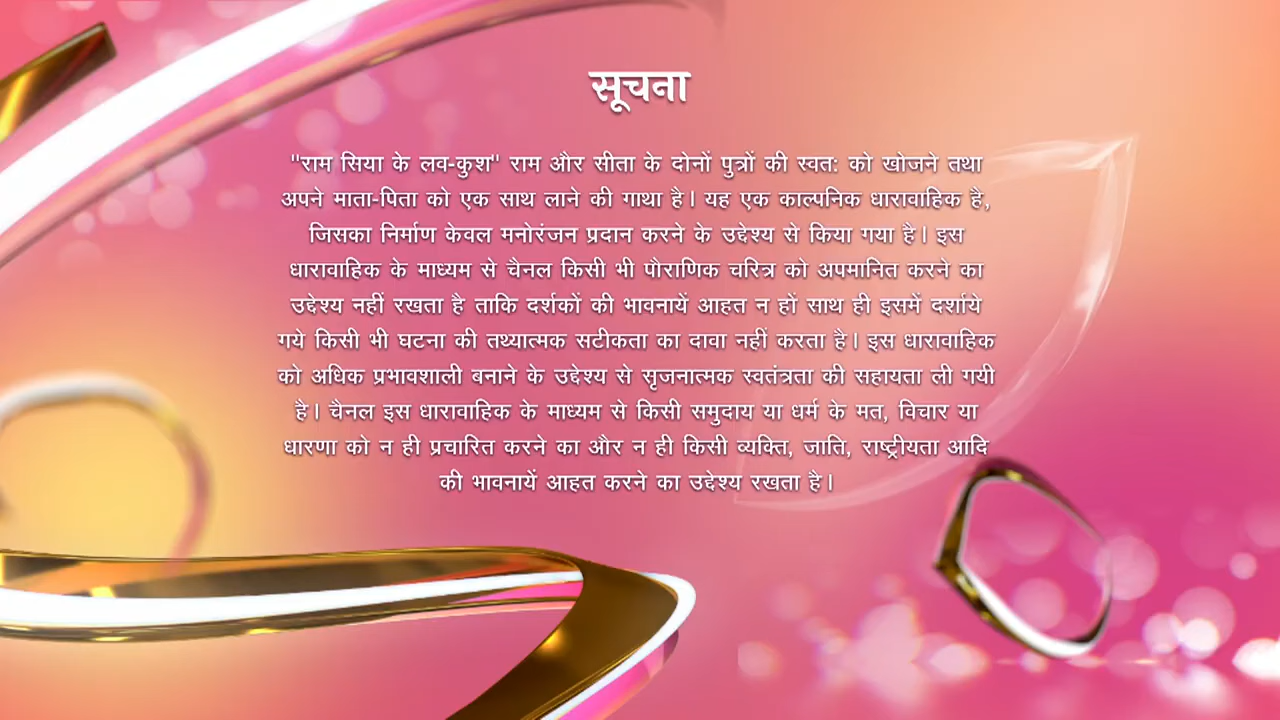 सूचना
"राम सिया के लव-कुश" राम और सीता के दोनों पुत्रों की स्वत: को खोजने तथा
अपने माता-पिता को एक साथ लाने की गाथा है। यह एक काल्पनिक धारावाहिक है,
जिसका निर्माण केवल मनोरंजन प्रदान करने के उद्देश्य से किया गया है। इस
धारावाहिक के माध्यम से चैनल किसी भी पौराणिक चरित्र को अपमानित करने का
उद्देश्य नहीं रखता है ताकि दर्शकों की भावनायें आहत न हों साथ ही इसमें दर्शाये
गये किसी भी घटना की तथ्यात्मक सटीकता का दावा नहीं करता है। इस धारावाहिक
को अधिक प्रभावशाली बनाने के उद्देश्य से सृजनात्मक स्वतंत्रता की सहायता ली गयी
है। चैनल इस धारावाहिक के माध्यम से किसी समुदाय या धर्म के मत, विचार या
धारणा को न ही प्रचारित करने का और न ही किसी व्यक्ति, जाति, राष्ट्रीयता आदि
की भावनायें आहत करने का उद्देश्य रखता है।